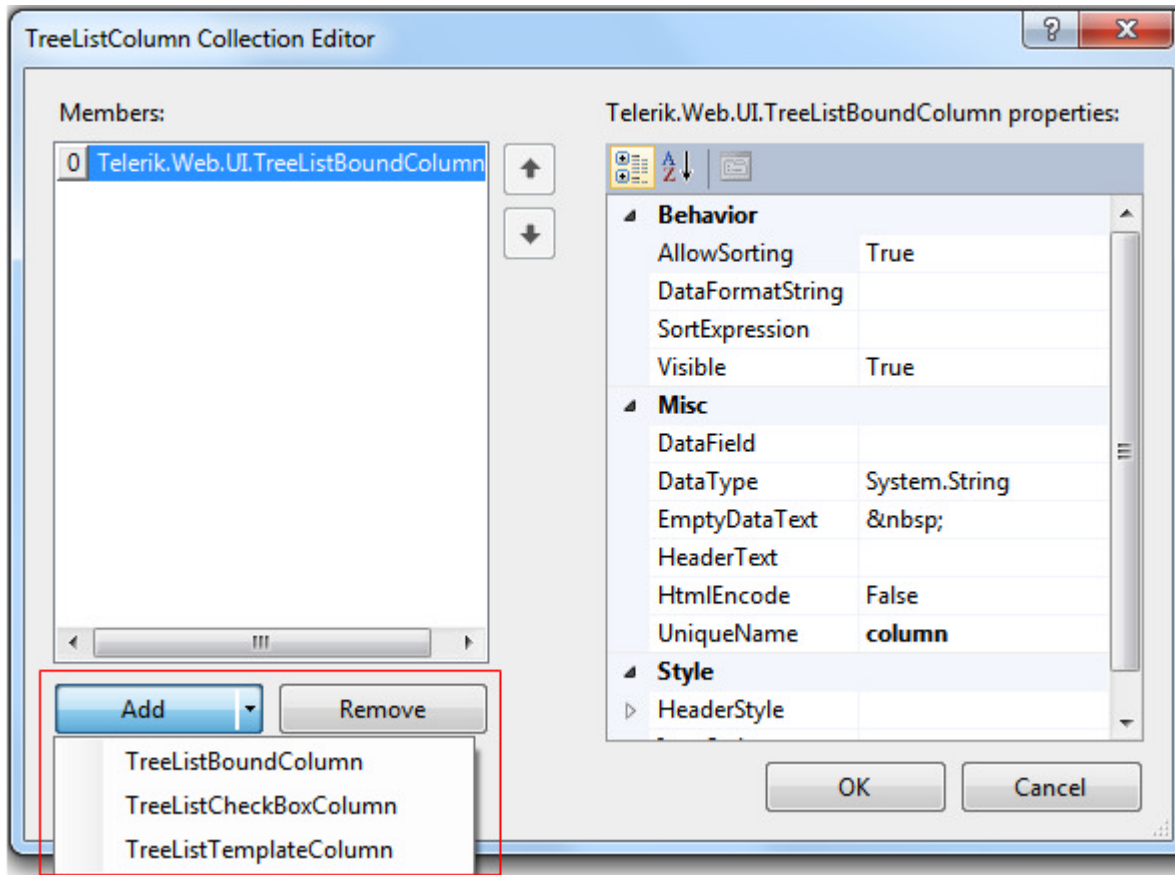 TreeListColumn Collection Editor
Members:
0 Telerik.Web.UI.TreeListBoundColumn
Add
Remove
TreeListBoundColumn
TreeListCheckBoxColumn
TreeListTemplateColumn
Telerik.Web.UI.TreeListBoundColumn properties:
Behavior
AllowSorting True
DataFormatString
SortExpression
Visible True
Misc
DataField
DataType System.String
EmptyDataText &nbsp;
HeaderText
HtmlEncode False
UniqueName column
Style
HeaderStyle
OK
Cancel